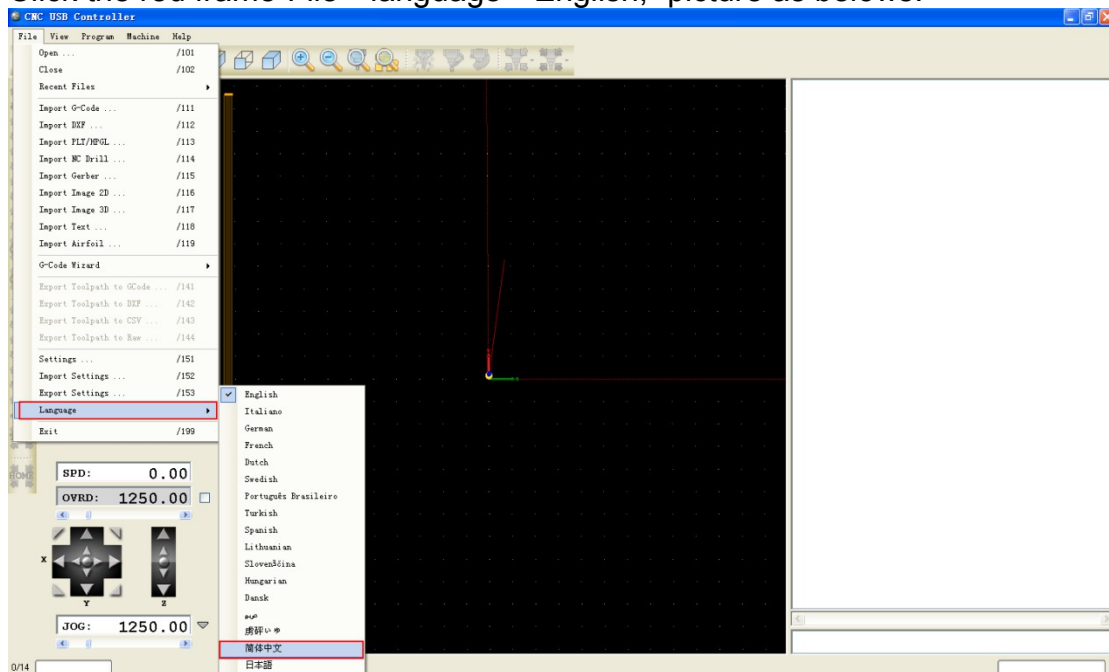 Click the red frame File—language—English, picture as belows:
CNC USB Controller
File View Program Machine Help
Open ... /101
Close /102
Recent Files
Import G-Code ... /111
Import DXF ... /112
Import PLT/HPGL ... /113
Import NC Drill ... /114
Import Gerber ... /115
Import Image 2D ... /116
Import Image 3D ... /117
Import Text ... /118
Import Airfoil ... /119
G-Code Wizard
Export Toolpath to GCode ... /141
Export Toolpath to DXF ... /142
Export Toolpath to CSV ... /143
Export Toolpath to Raw ... /144
Settings ... /151
Import Settings ... /152
Export Settings ... /153
Language
Exit /199
English
Italiano
German
French
Dutch
Swedish
Português Brasileiro
Turkish
Spanish
Lithuanian
Hungarian
Dansk
简体中文
日本語
HOME
SPD: 0.00
OVRD: 1250.00
X
Y
Z
JOG: 1250.00
0/14